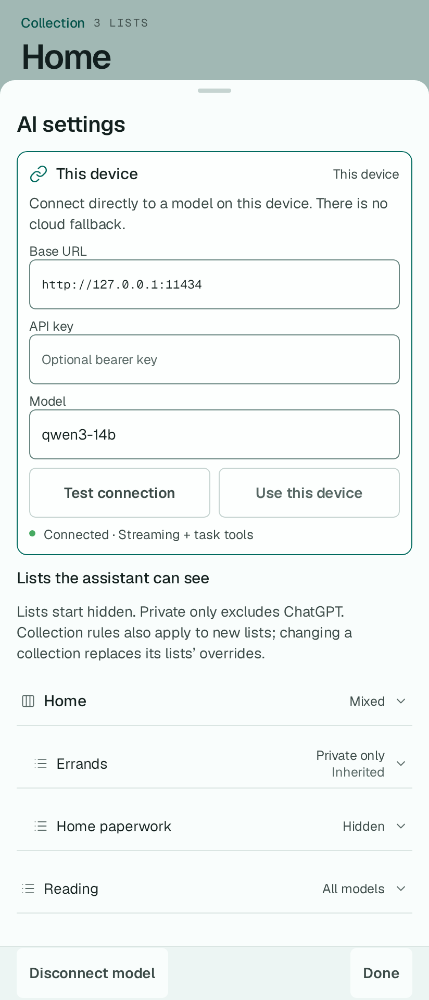 Collection 3 LISTS
Home
AI settings
This device
This device
Connect directly to a model on this device. There is no
cloud fallback.
Base URL
http://127.0.0.1:11434
API key
Optional bearer key
Model
qwen3-14b
Test connection
Use this device
Connected · Streaming + task tools
Lists the assistant can see
Lists start hidden. Private only excludes ChatGPT.
Collection rules also apply to new lists; changing a
collection replaces its lists’ overrides.
Home
Mixed
Errands
Private only
Inherited
Home paperwork
Hidden
Reading
All models
Disconnect model
Done